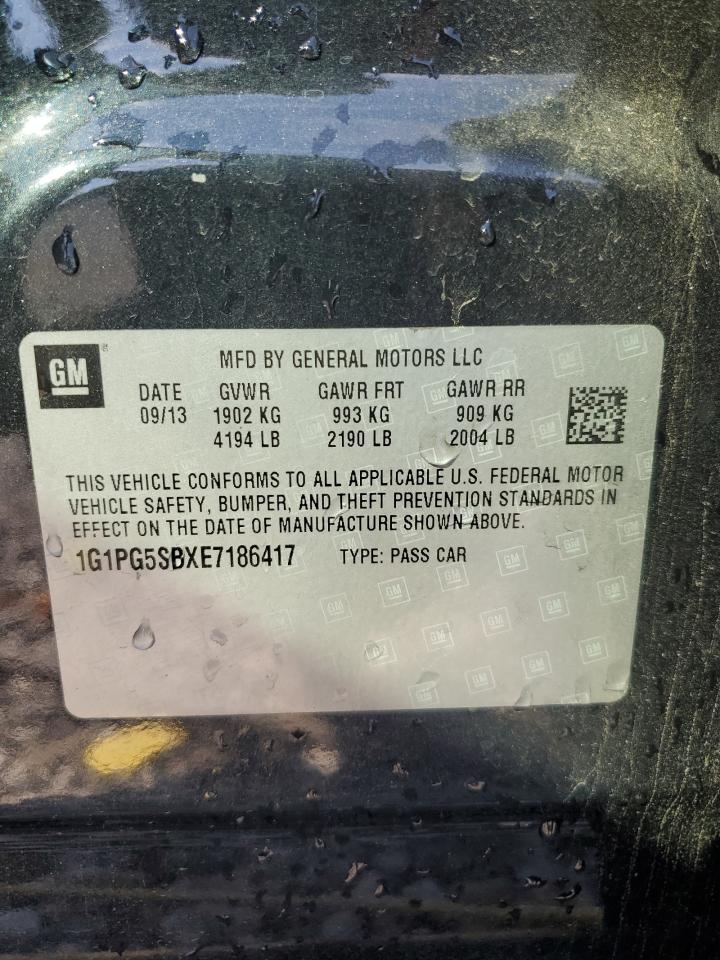 GM
MFD BY GENERAL MOTORS LLC
DATE GVWR GAWR FRT GAWR RR
09/13 1902 KG 993 KG 909 KG
4194 LB 2190 LB 2004 LB
THIS VEHICLE CONFORMS TO ALL APPLICABLE U.S. FEDERAL MOTOR
VEHICLE SAFETY, BUMPER, AND THEFT PREVENTION STANDARDS IN
EFFECT ON THE DATE OF MANUFACTURE SHOWN ABOVE.
1G1PG5SBXE7186417 TYPE: PASS CAR